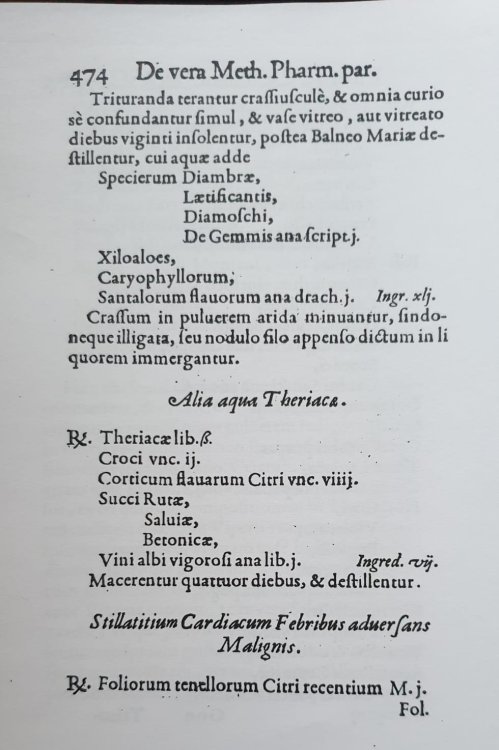 474 De vera Meth. Pharm. par.
Trituranda terantur craſſiuſculè, & omnia curio
sè confundantur ſimul, & vaſe vitreo, aut vitreato
diebus viginti inſolentur, poſtea Balneo Mariæ de-
ſtillentur, cui aquæ adde
Specierum Diambræ,
Lætificantis,
Diamoſchi,
De Gemmis ana ſcript. j.
Xiloaloes,
Caryophyllorum,
Santalorum flauorum ana drach. j. Ingr. xlj.
Craſſum in puluerem arida minuantur, ſindo-
neque illigata, ſeu nodulo filo appenſo dictum in li
quorem immergantur.
Alia aqua Theriacæ.
℞. Theriacæ lib. ß.
Croci vnc. ij.
Corticum flauarum Citri vnc. viiij.
Succi Rutæ,
Saluiæ,
Betonicæ,
Vini albi vigoroſi ana lib. j. Ingred. vij.
Macerentur quattuor diebus, & deſtillentur.
Stillatitium Cardiacum Febribus aduerſans
Malignis.
℞. Foliorum tenellorum Citri recentium M. j.
Fol.